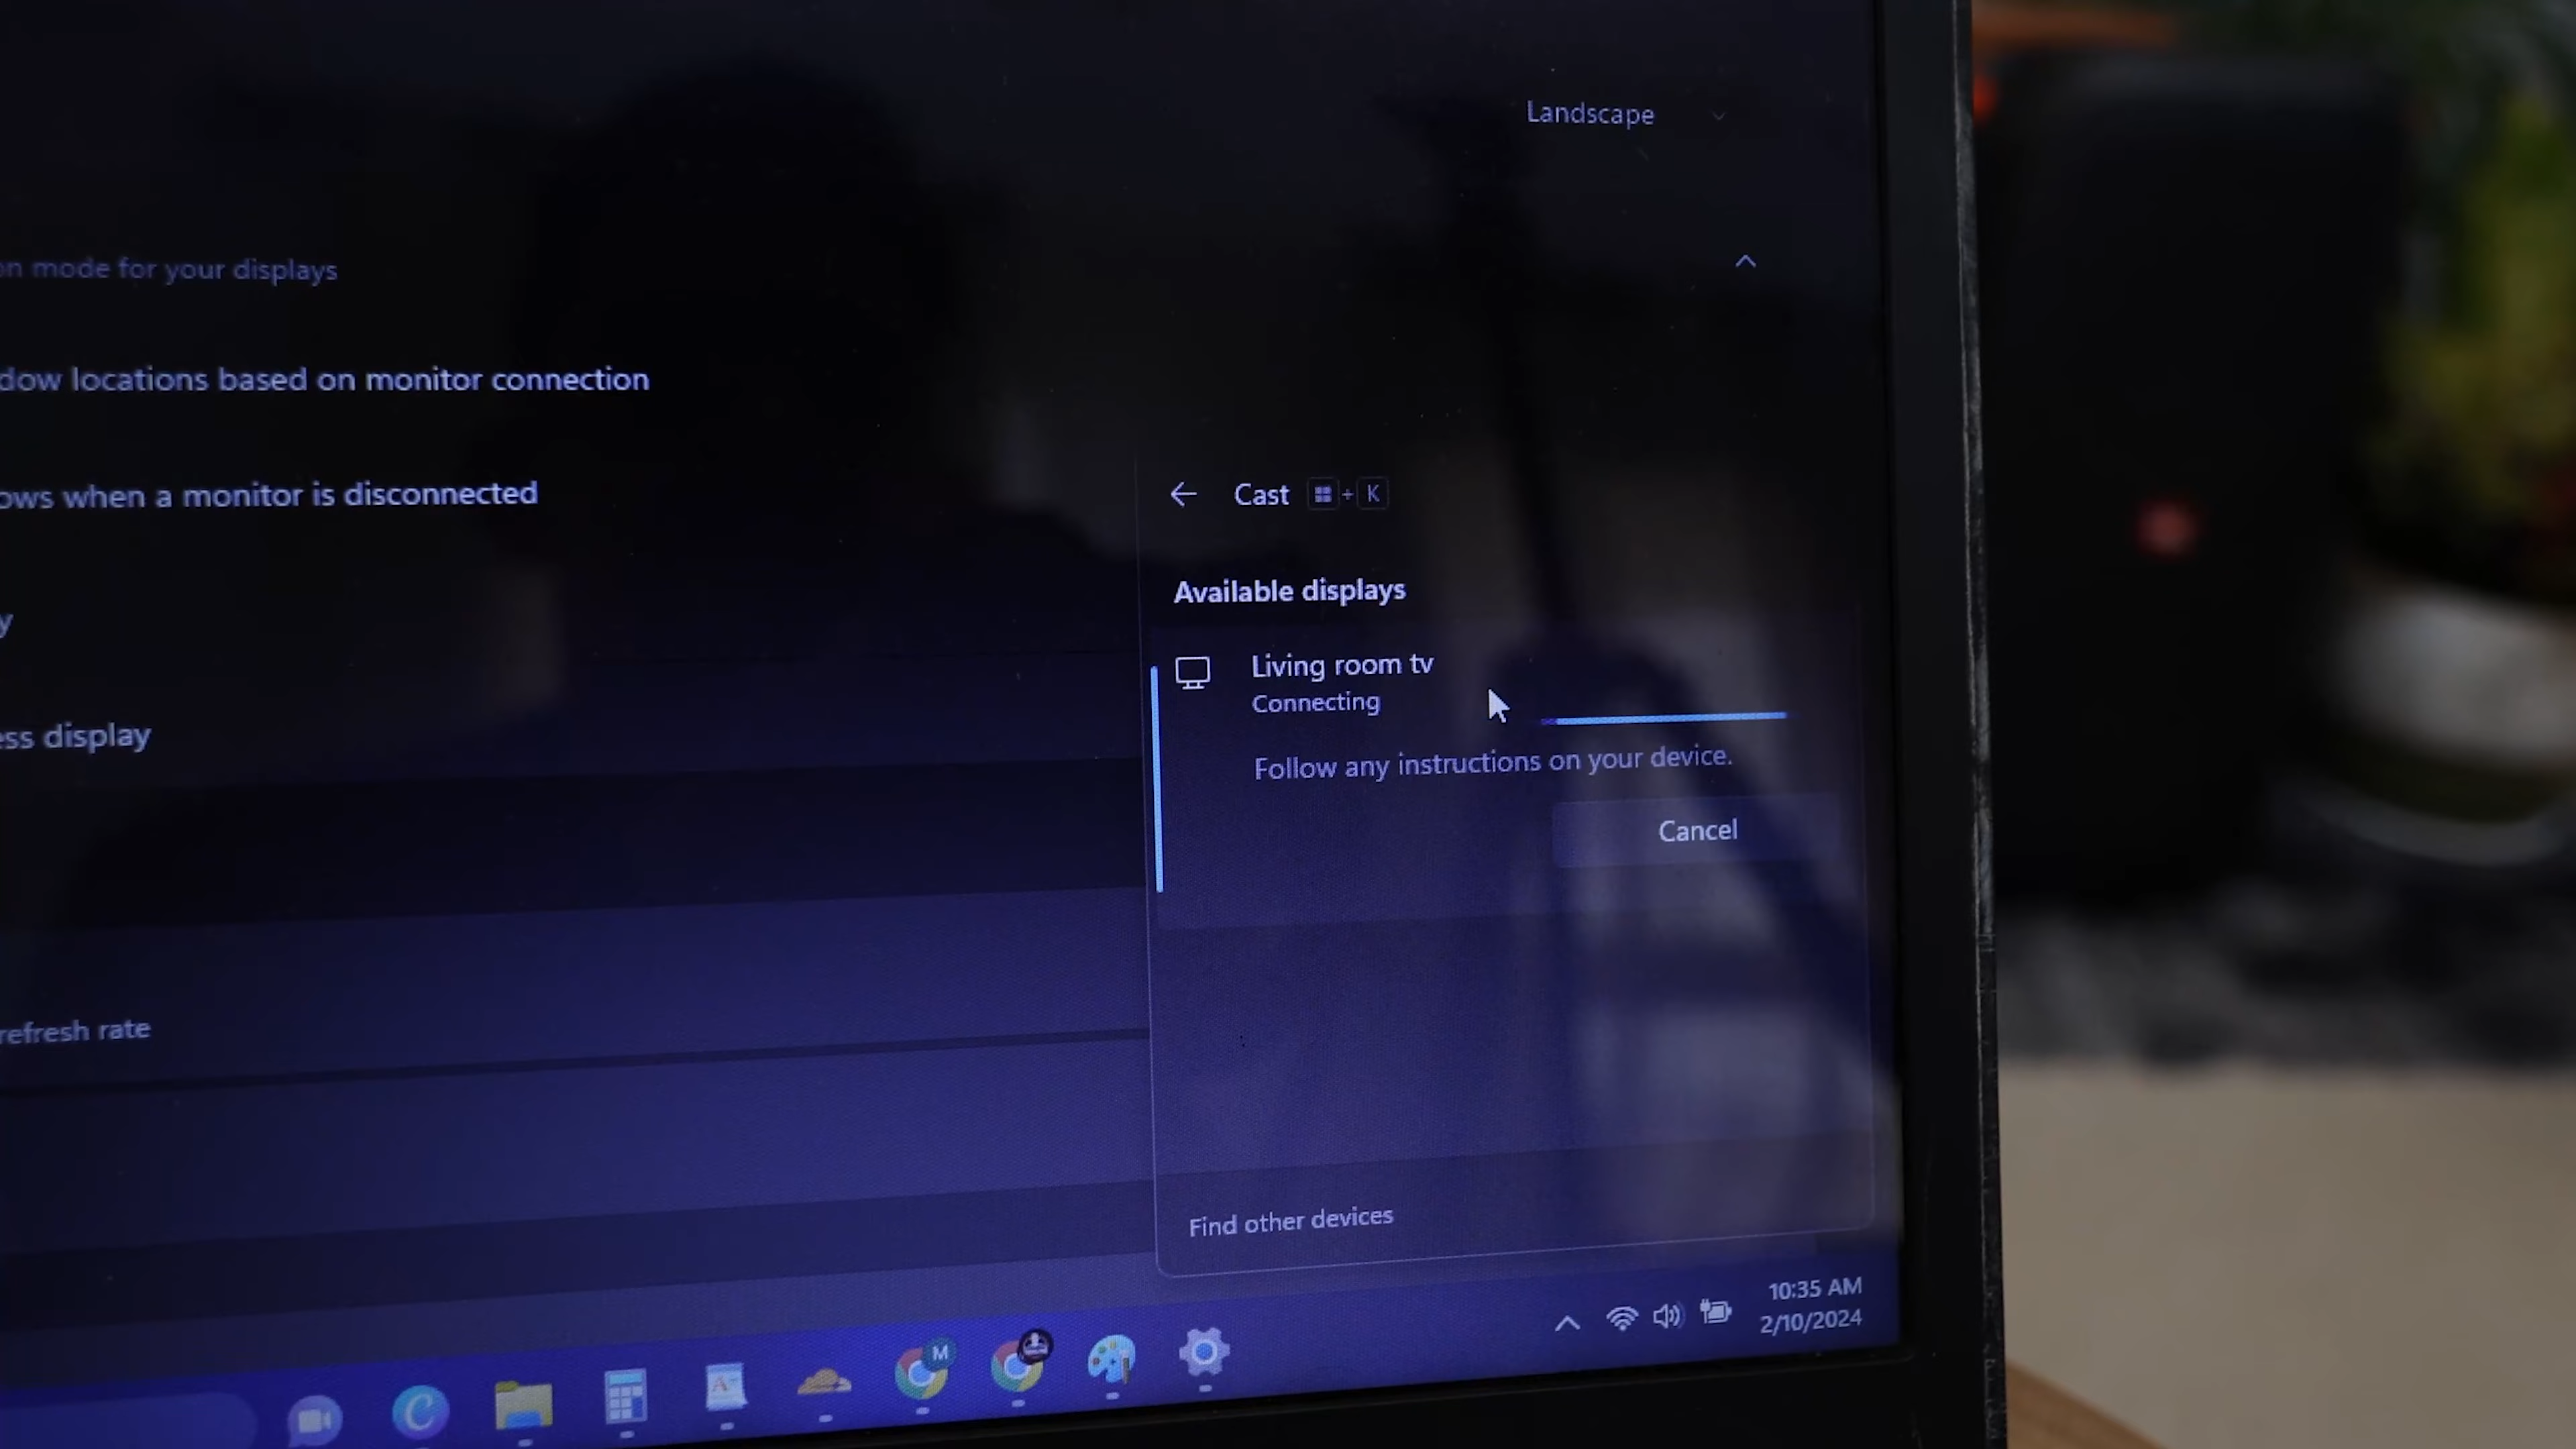 Landscape
on mode for your displays
dow locations based on monitor connection
ows when a monitor is disconnected
y
ess display
refresh rate
Cast + K
Available displays
Living room tv
Connecting
Follow any instructions on your device.
Cancel
Find other devices
10:35 AM
2/10/2024
M
C
A